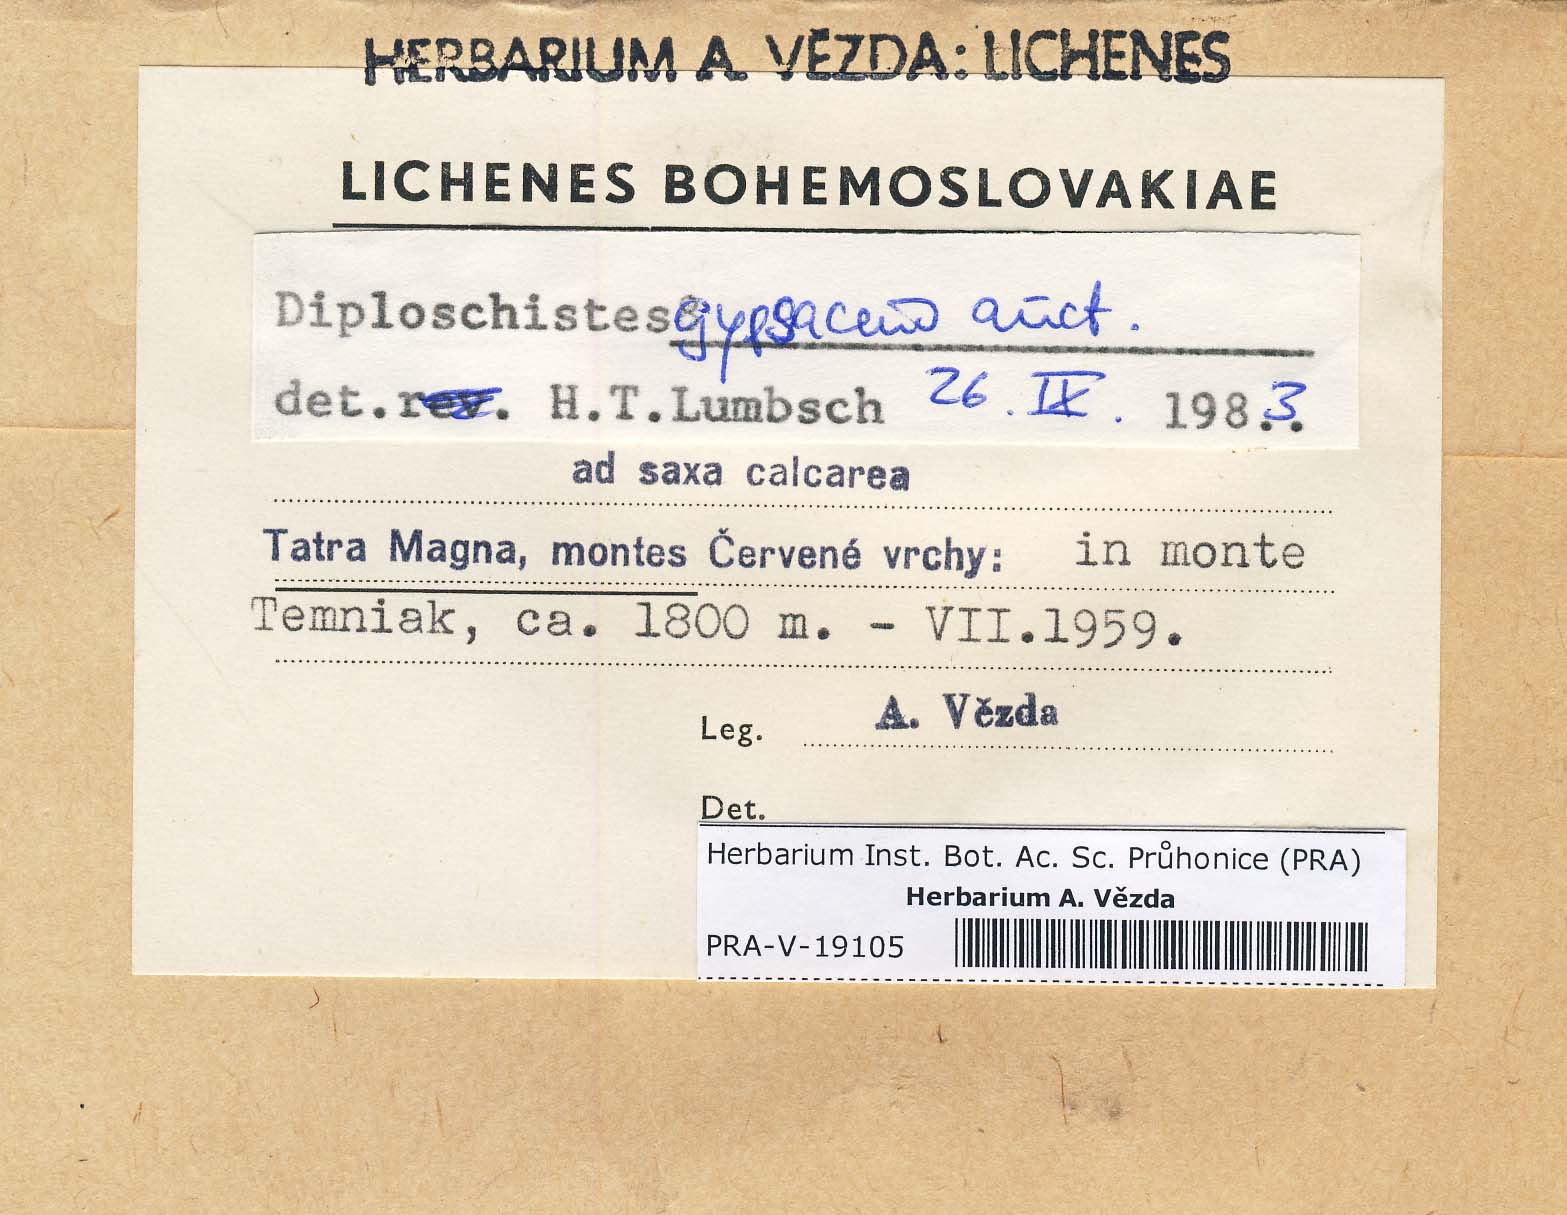 HERBARIUM A. VĚZDA: LICHENES
LICHENES BOHEMOSLOVAKIAE
Diploschistes gypsaceus auct.
det. rev. H.T.Lumbsch 26. IX. 1983.
ad saxa calcarea
Tatra Magna, montes Červené vrchy: in monte
Temniak, ca. 1800 m. - VII.1959.
Leg. A. Vězda
Det.
Herbarium Inst. Bot. Ac. Sc. Průhonice (PRA)
Herbarium A. Vězda
PRA-V-19105